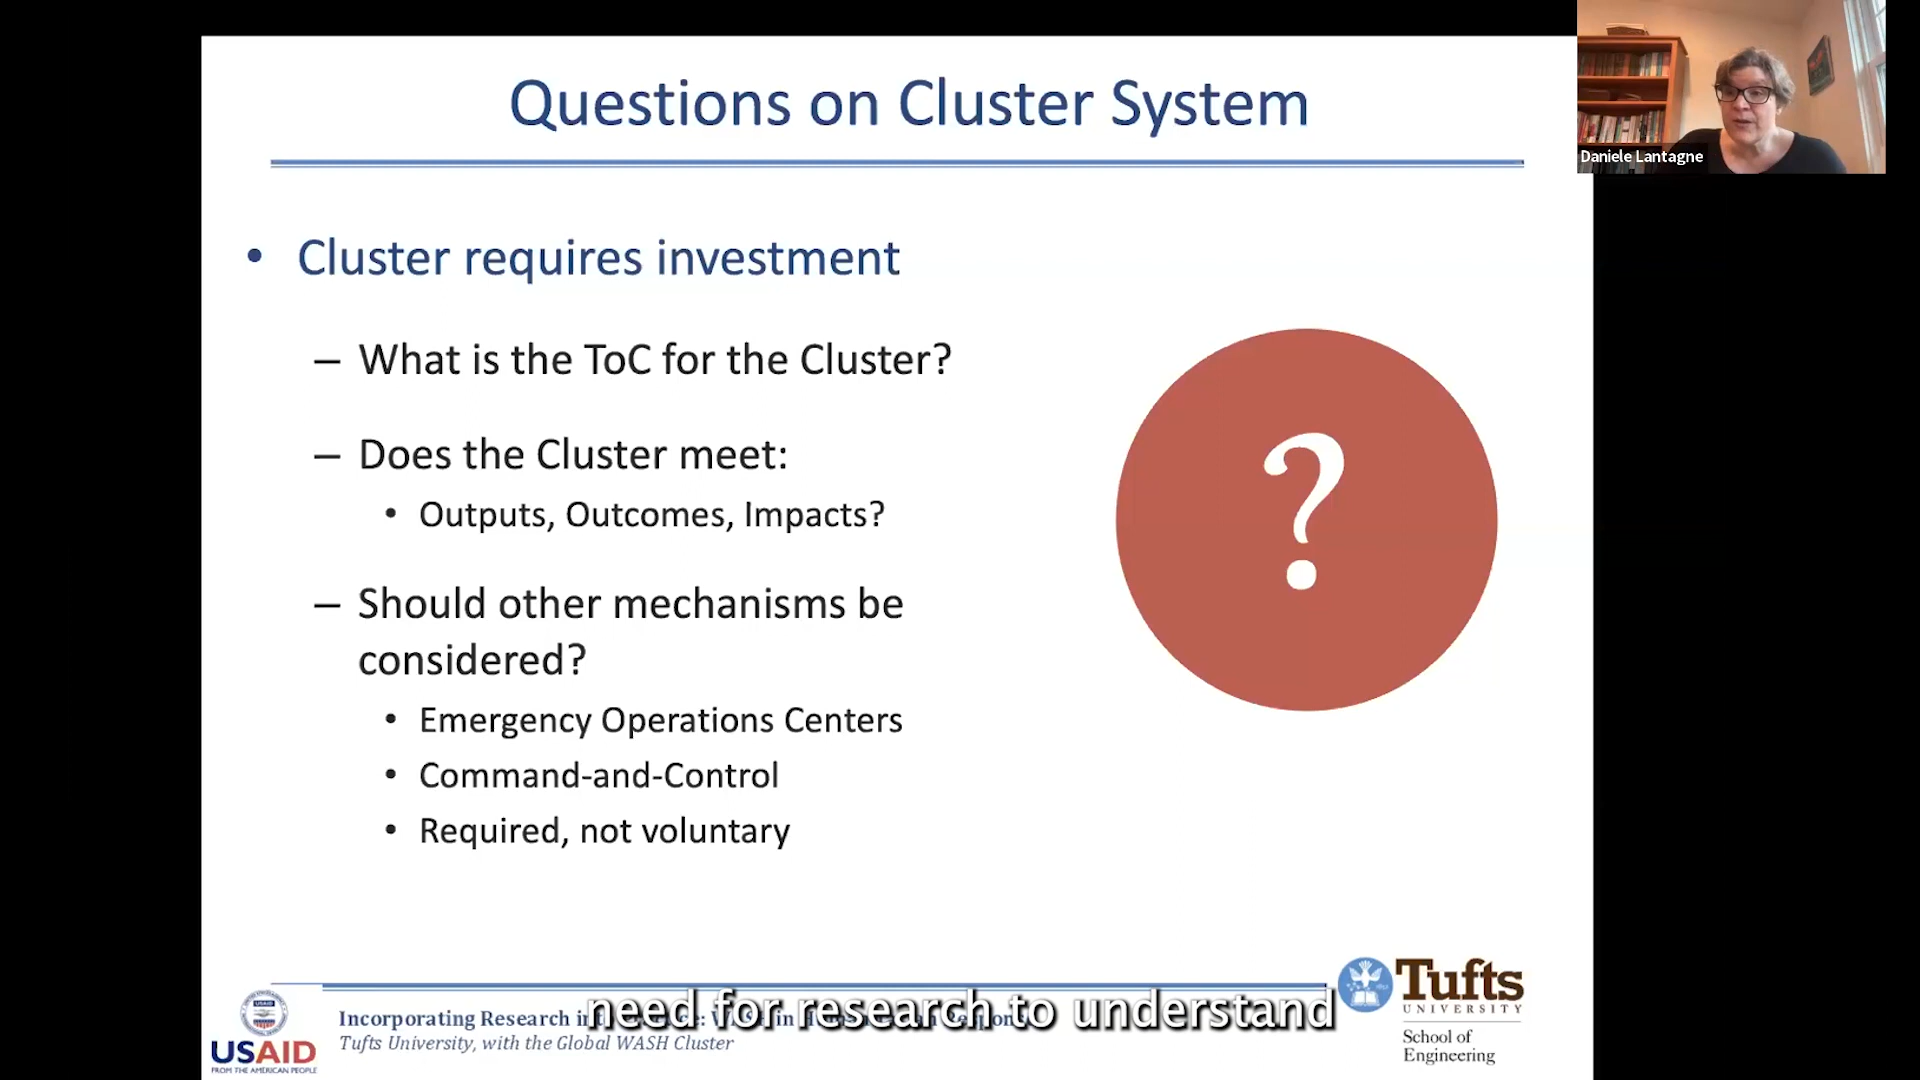 Questions on Cluster System
Daniele Lantagne
• Cluster requires investment
– What is the ToC for the Cluster?
– Does the Cluster meet:
• Outputs, Outcomes, Impacts?
– Should other mechanisms be
considered?
• Emergency Operations Centers
• Command-and-Control
• Required, not voluntary
?
need for research to understand
Incorporating Research in
Tufts University, with the Global WASH Cluster
USAID
USAID
FROM THE AMERICAN PEOPLE
Tufts
UNIVERSITY
School of
Engineering